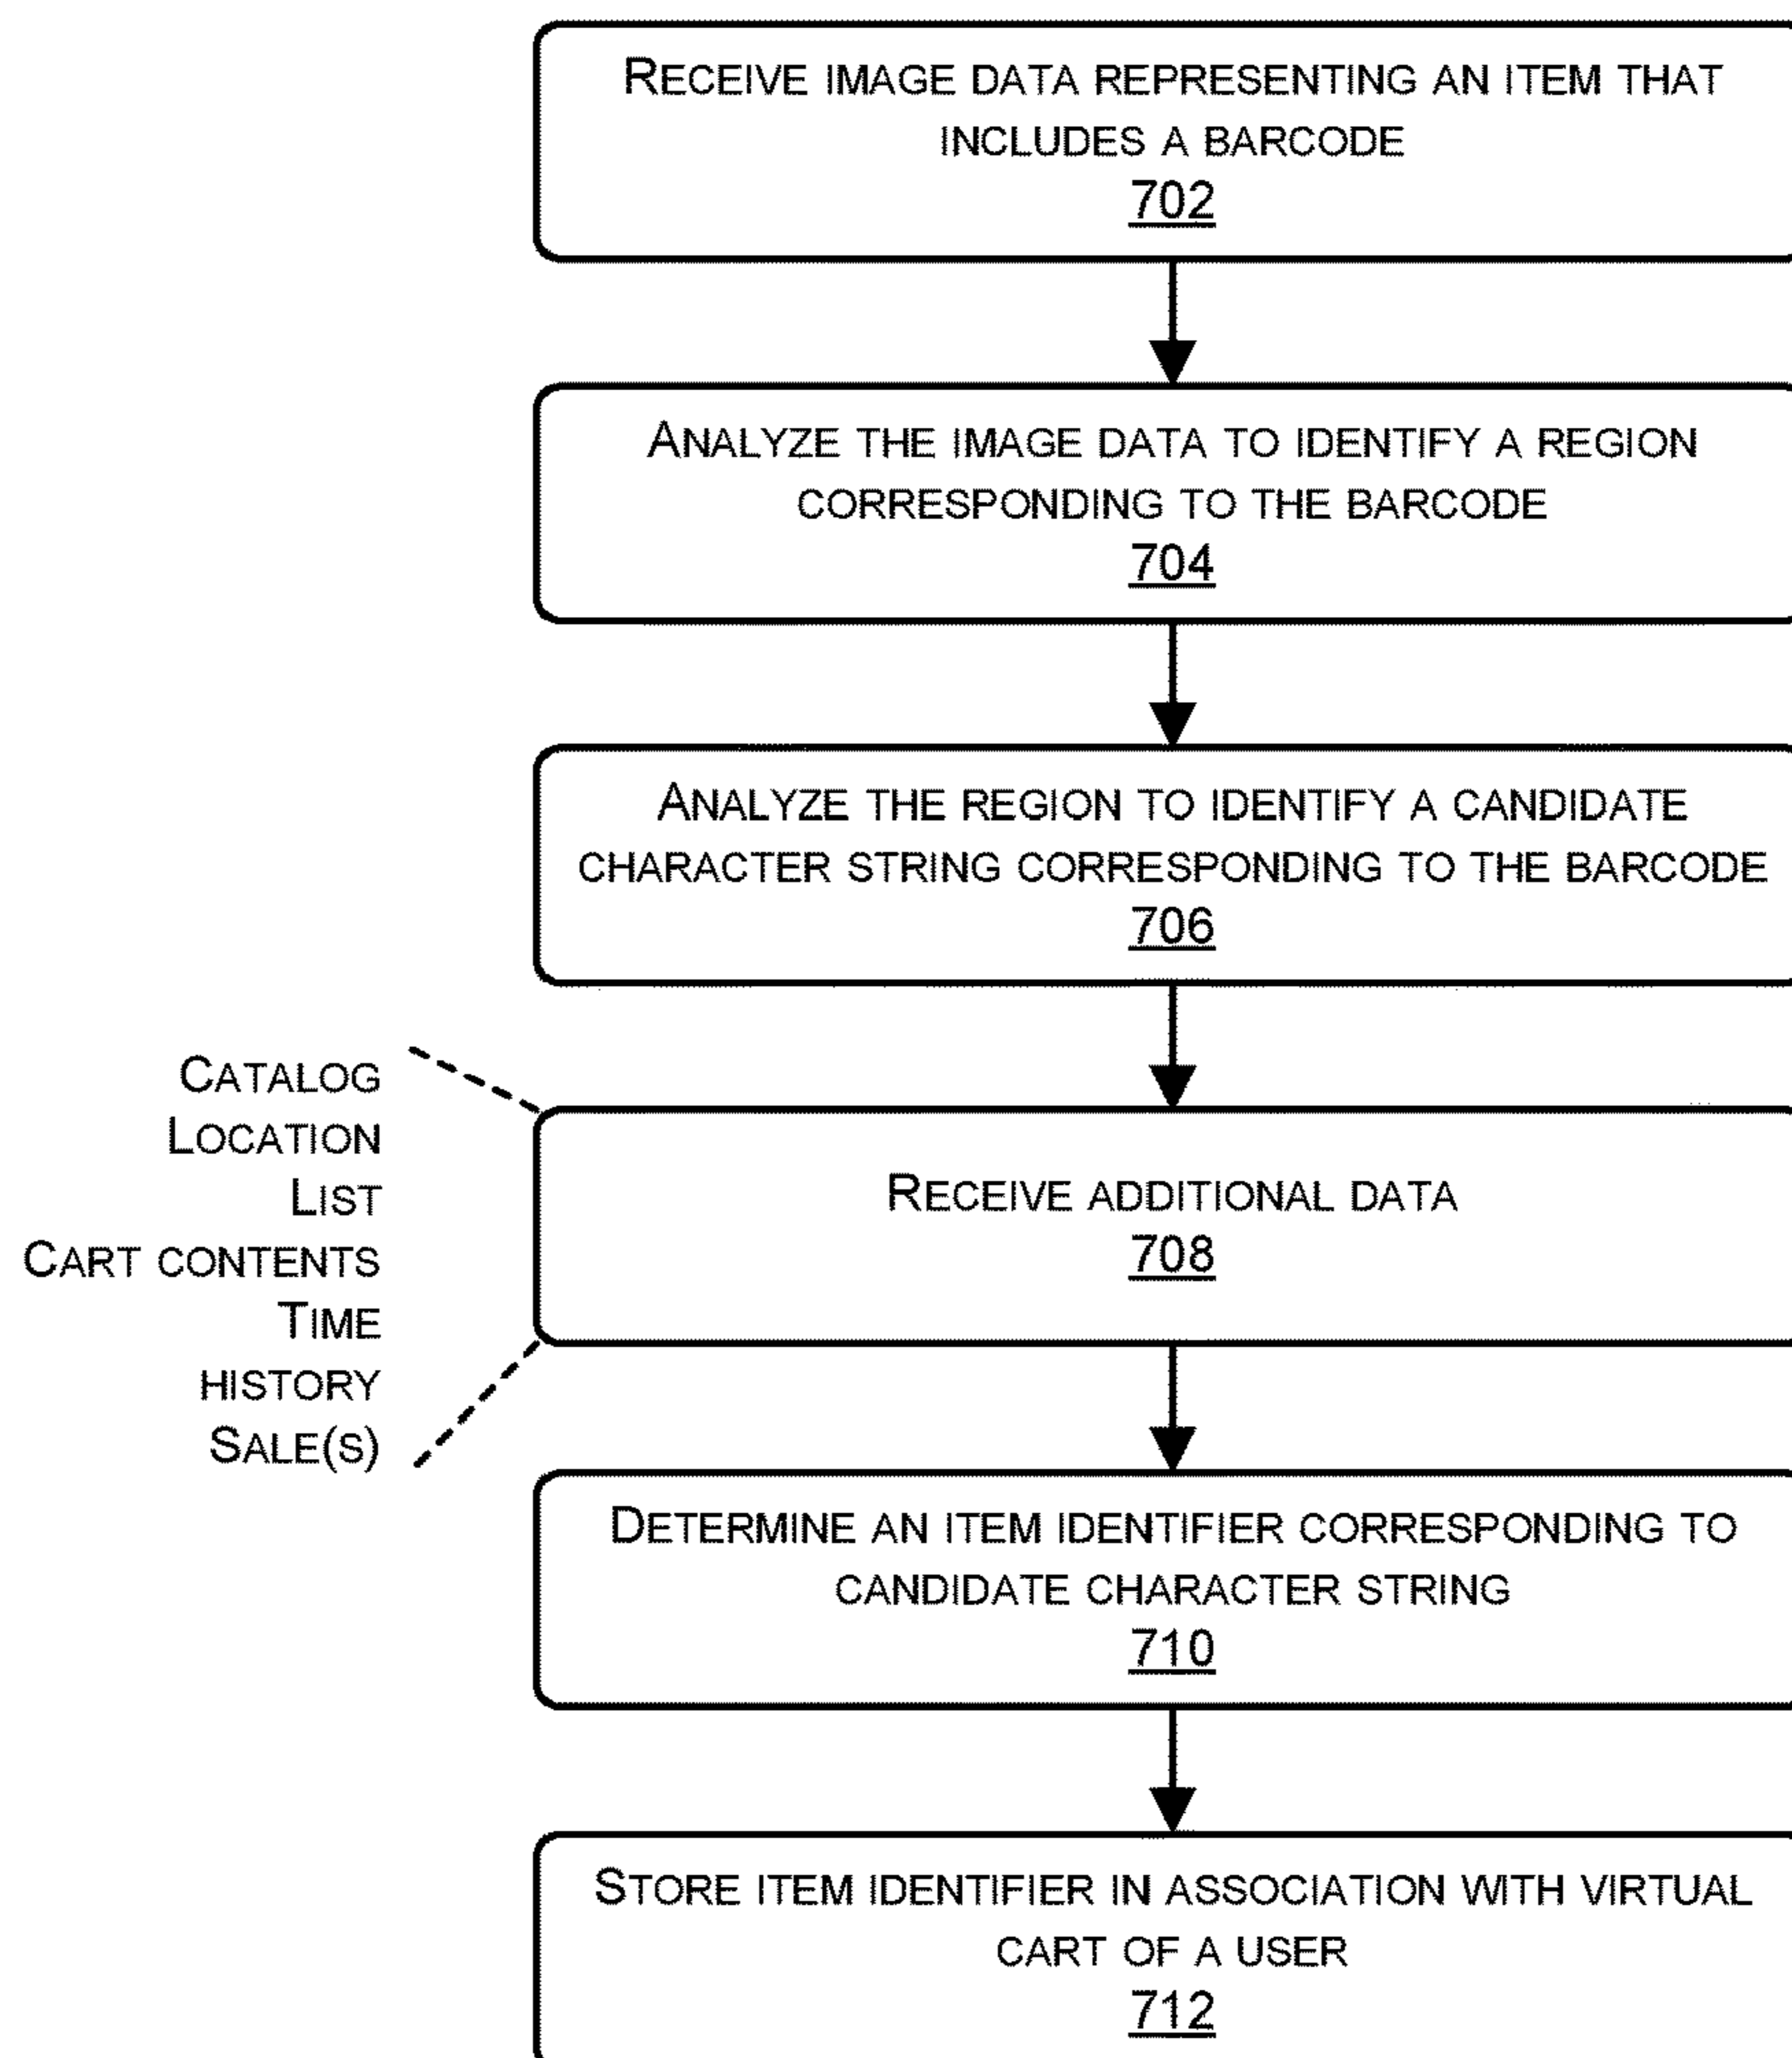 RECEIVE IMAGE DATA REPRESENTING AN ITEM THAT
INCLUDES A BARCODE
702
ANALYZE THE IMAGE DATA TO IDENTIFY A REGION
CORRESPONDING TO THE BARCODE
704
ANALYZE THE REGION TO IDENTIFY A CANDIDATE
CHARACTER STRING CORRESPONDING TO THE BARCODE
706
CATALOG
LOCATION
LIST
CART CONTENTS
TIME
HISTORY
SALE(S)
RECEIVE ADDITIONAL DATA
708
DETERMINE AN ITEM IDENTIFIER CORRESPONDING TO
CANDIDATE CHARACTER STRING
710
STORE ITEM IDENTIFIER IN ASSOCIATION WITH VIRTUAL
CART OF A USER
712